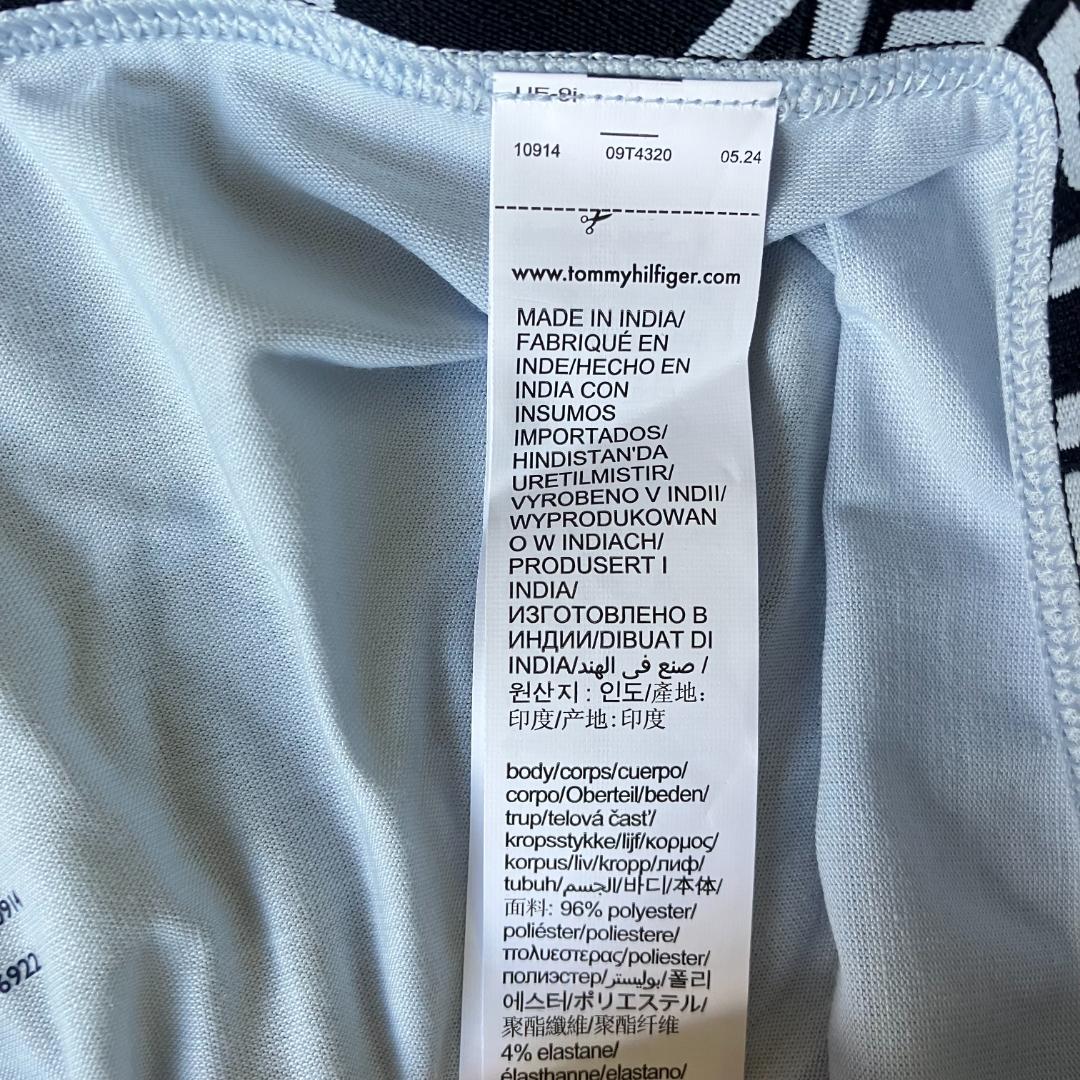 10914 09T4320 05.24
www.tommyhilfiger.com
MADE IN INDIA/
FABRIQUÉ EN
INDE/HECHO EN
INDIA CON
INSUMOS
IMPORTADOS/
HINDISTAN'DA
URETILMISTIR/
VYROBENO V INDII/
WYPRODUKOWAN
O W INDIACH/
PRODUSERT I
INDIA/
ИЗГОТОВЛЕНО В
ИНДИИ/DIBUAT DI
INDIA/صنع في الهند /
원산지 : 인도/產地:
印度/产地: 印度
body/corps/cuerpo/
corpo/Oberteil/beden/
trup/telová časť/
kropsstykke/lijf/κορμος/
korpus/liv/kropp/лиф/
tubuh/الجسم/바디/本体/
面料: 96% polyester/
poliéster/poliestere/
πολυεστερας/poliester/
полиэстер/بوليستر/폴리
에스터/ポリエステル/
聚酯纖維/聚酯纤维
4% elastane/
élasthanne/elastano/
6922